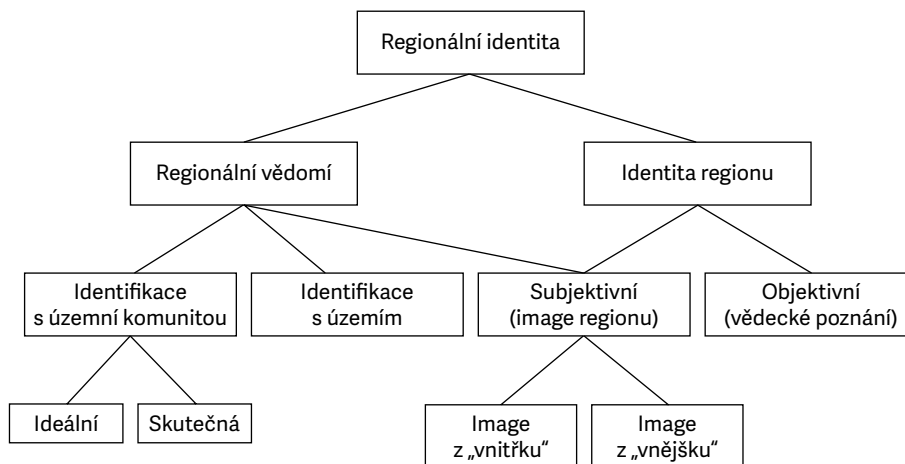 Regionální identita
Regionální vědomí
Identita regionu
Identifikace
s územní komunitou
Identifikace
s územím
Subjektivní
(image regionu)
Objektivní
(vědecké poznání)
Ideální
Skutečná
Image
z „vnitřku“
Image
z „vnějšku“